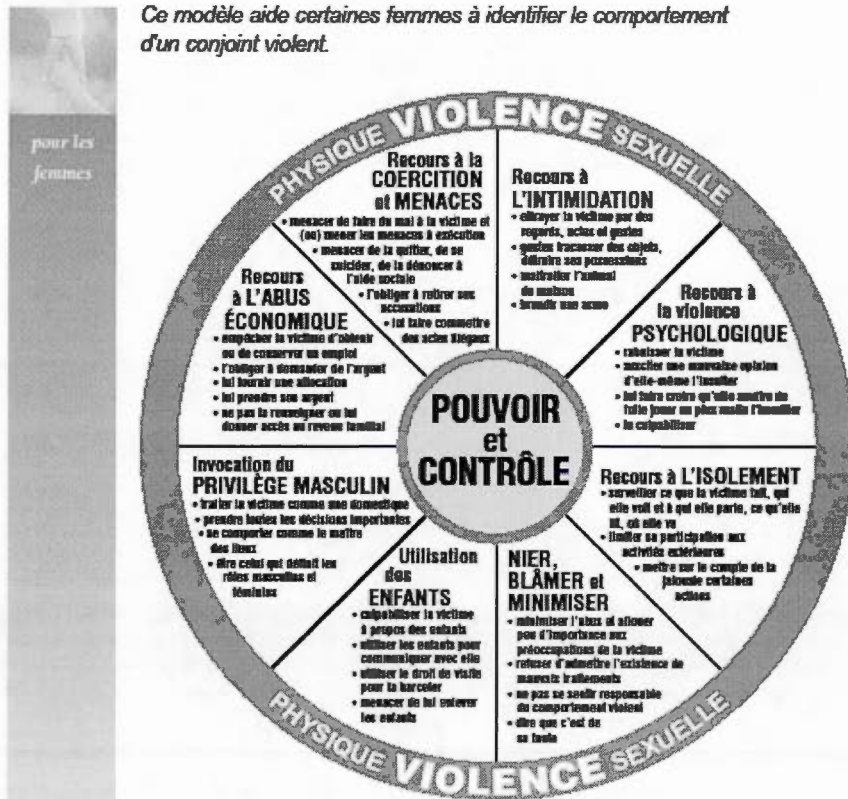 Ce modèle aide certaines femmes à identifier le comportement
d'un conjoint violent.
pour les
femmes
PHYSIQUE VIOLENCE SEXUELLE
Recours à la
COERCITION
et MENACES
• menacer de faire du mal à la victime et
(ou) mener les menaces à exécution
• menacer de la quitter, de se
suicider, de la dénoncer à
l'aide sociale
• l'obliger à retirer ses
accusations
• lui faire commettre
des actes illégaux
Recours à
L'INTIMIDATION
• effrayer la victime par des
regards, actes et gestes
• gestes fracasser des objets,
détruire ses possessions
• maltraiter l'animal
de maison
• brandir une arme
Recours à
la violence
PSYCHOLOGIQUE
• rabaisser la victime
• susciter une mauvaise opinion
d'elle-même l'insulter
• lui faire croire qu'elle souffre de
folie jouer au plus malin l'humilier
• la culpabiliser
Recours à L'ISOLEMENT
• surveiller ce que la victime fait, qui
elle voit et à qui elle parle, ce qu'elle
lit, où elle va
• limiter sa participation aux
activités extérieures
• mettre sur le compte de la
jalousie certaines
actions
NIER,
BLÂMER et
MINIMISER
• minimiser l'abus et allouer
peu d'importance aux
préoccupations de la victime
• refuser d'admettre l'existence de
mauvais traitements
• ne pas se sentir responsable
du comportement violent
• dire que c'est de
sa faute
Utilisation
des
ENFANTS
• culpabiliser la victime
à propos des enfants
• utiliser les enfants pour
communiquer avec elle
• utiliser le droit de visite
pour la harceler
• menacer de lui enlever
les enfants
Invocation du
PRIVILÈGE MASCULIN
• traiter la victime comme une domestique
• prendre toutes les décisions importantes
• se comporter comme le maître
des lieux
• être celui qui définit les
rôles masculins et
féminins
Recours
à L'ABUS
ÉCONOMIQUE
• empêcher la victime d'obtenir
ou de conserver un emploi
• l'obliger à demander de l'argent
• lui fournir une allocation
• lui prendre son argent
• ne pas la renseigner ou lui
donner accès au revenu familial
POUVOIR
et
CONTRÔLE
PHYSIQUE VIOLENCE SEXUELLE